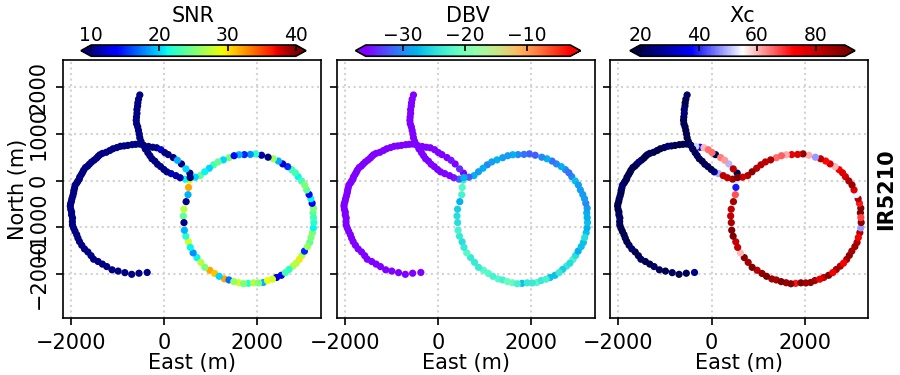 SNR
DBV
Xc
10 20 30 40
−30 −20 −10
20 40 60 80
North (m)
2000
1000
0
−1000
−2000
−2000 0 2000
−2000 0 2000
−2000 0 2000
East (m)
East (m)
East (m)
IR5210